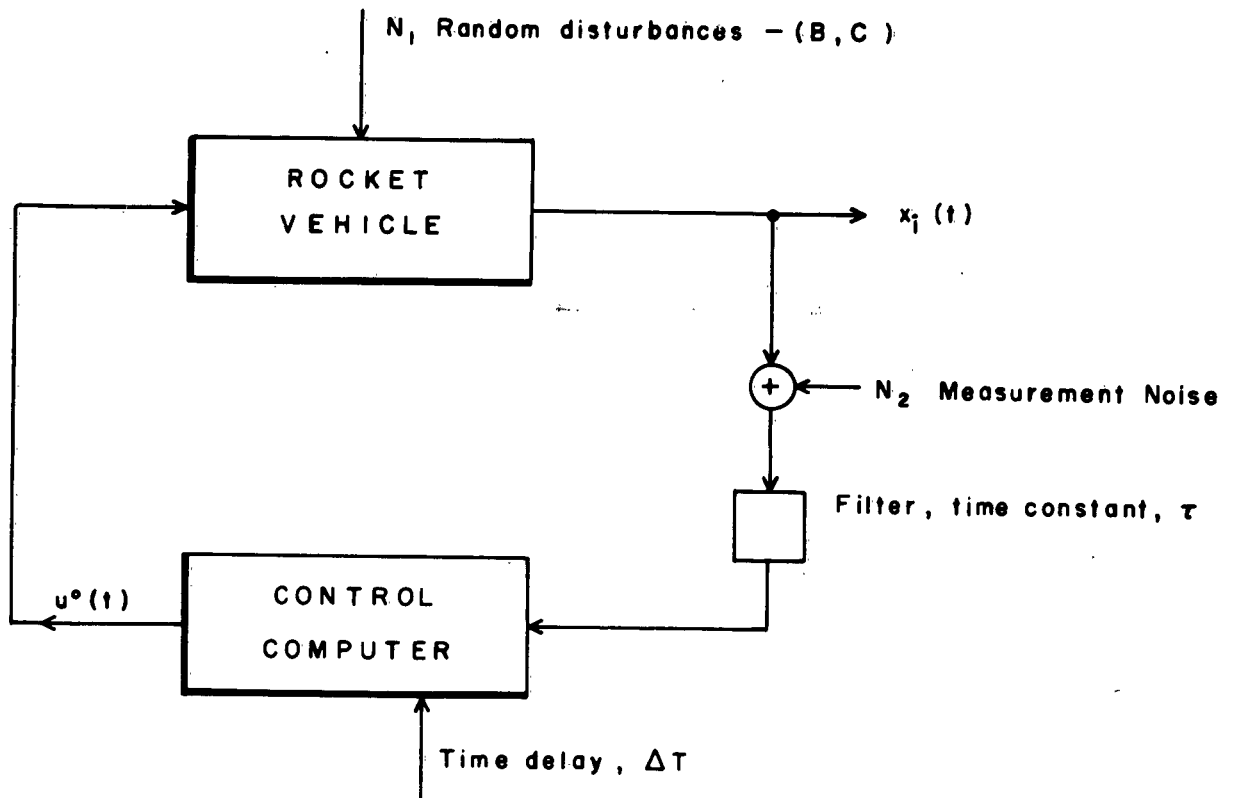 N₁ Random disturbances - (B, C)
ROCKET
VEHICLE
xᵢ (t)
+
N₂ Measurement Noise
Filter, time constant, τ
u°(t)
CONTROL
COMPUTER
Time delay, ΔT